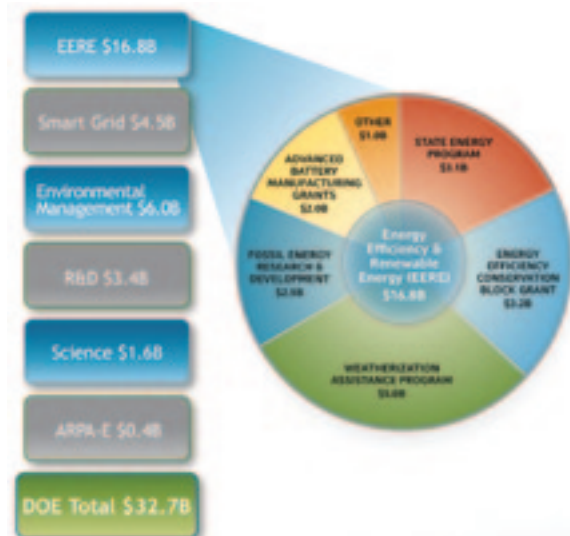 EERE $16.8B
Smart Grid $4.5B
Environmental
Management $6.0B
R&D $3.4B
Science $1.6B
ARPA-E $0.4B
DOE Total $32.7B
OTHER
$1.0B
STATE ENERGY
PROGRAM
$3.1B
ADVANCED
BATTERY
MANUFACTURING
GRANTS
$2.0B
Energy
Efficiency &
Renewable
Energy (EERE)
$16.8B
FOSSIL ENERGY
RESEARCH &
DEVELOPMENT
ENERGY
EFFICIENCY
CONSERVATION
BLOCK GRANT
$3.2B
WEATHERIZATION
ASSISTANCE PROGRAM
$5.0B